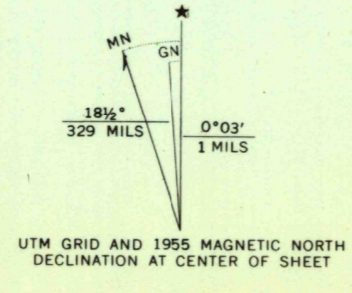 ★
MN
GN
18½°
329 MILS
0°03′
1 MILS
UTM GRID AND 1955 MAGNETIC NORTH
DECLINATION AT CENTER OF SHEET